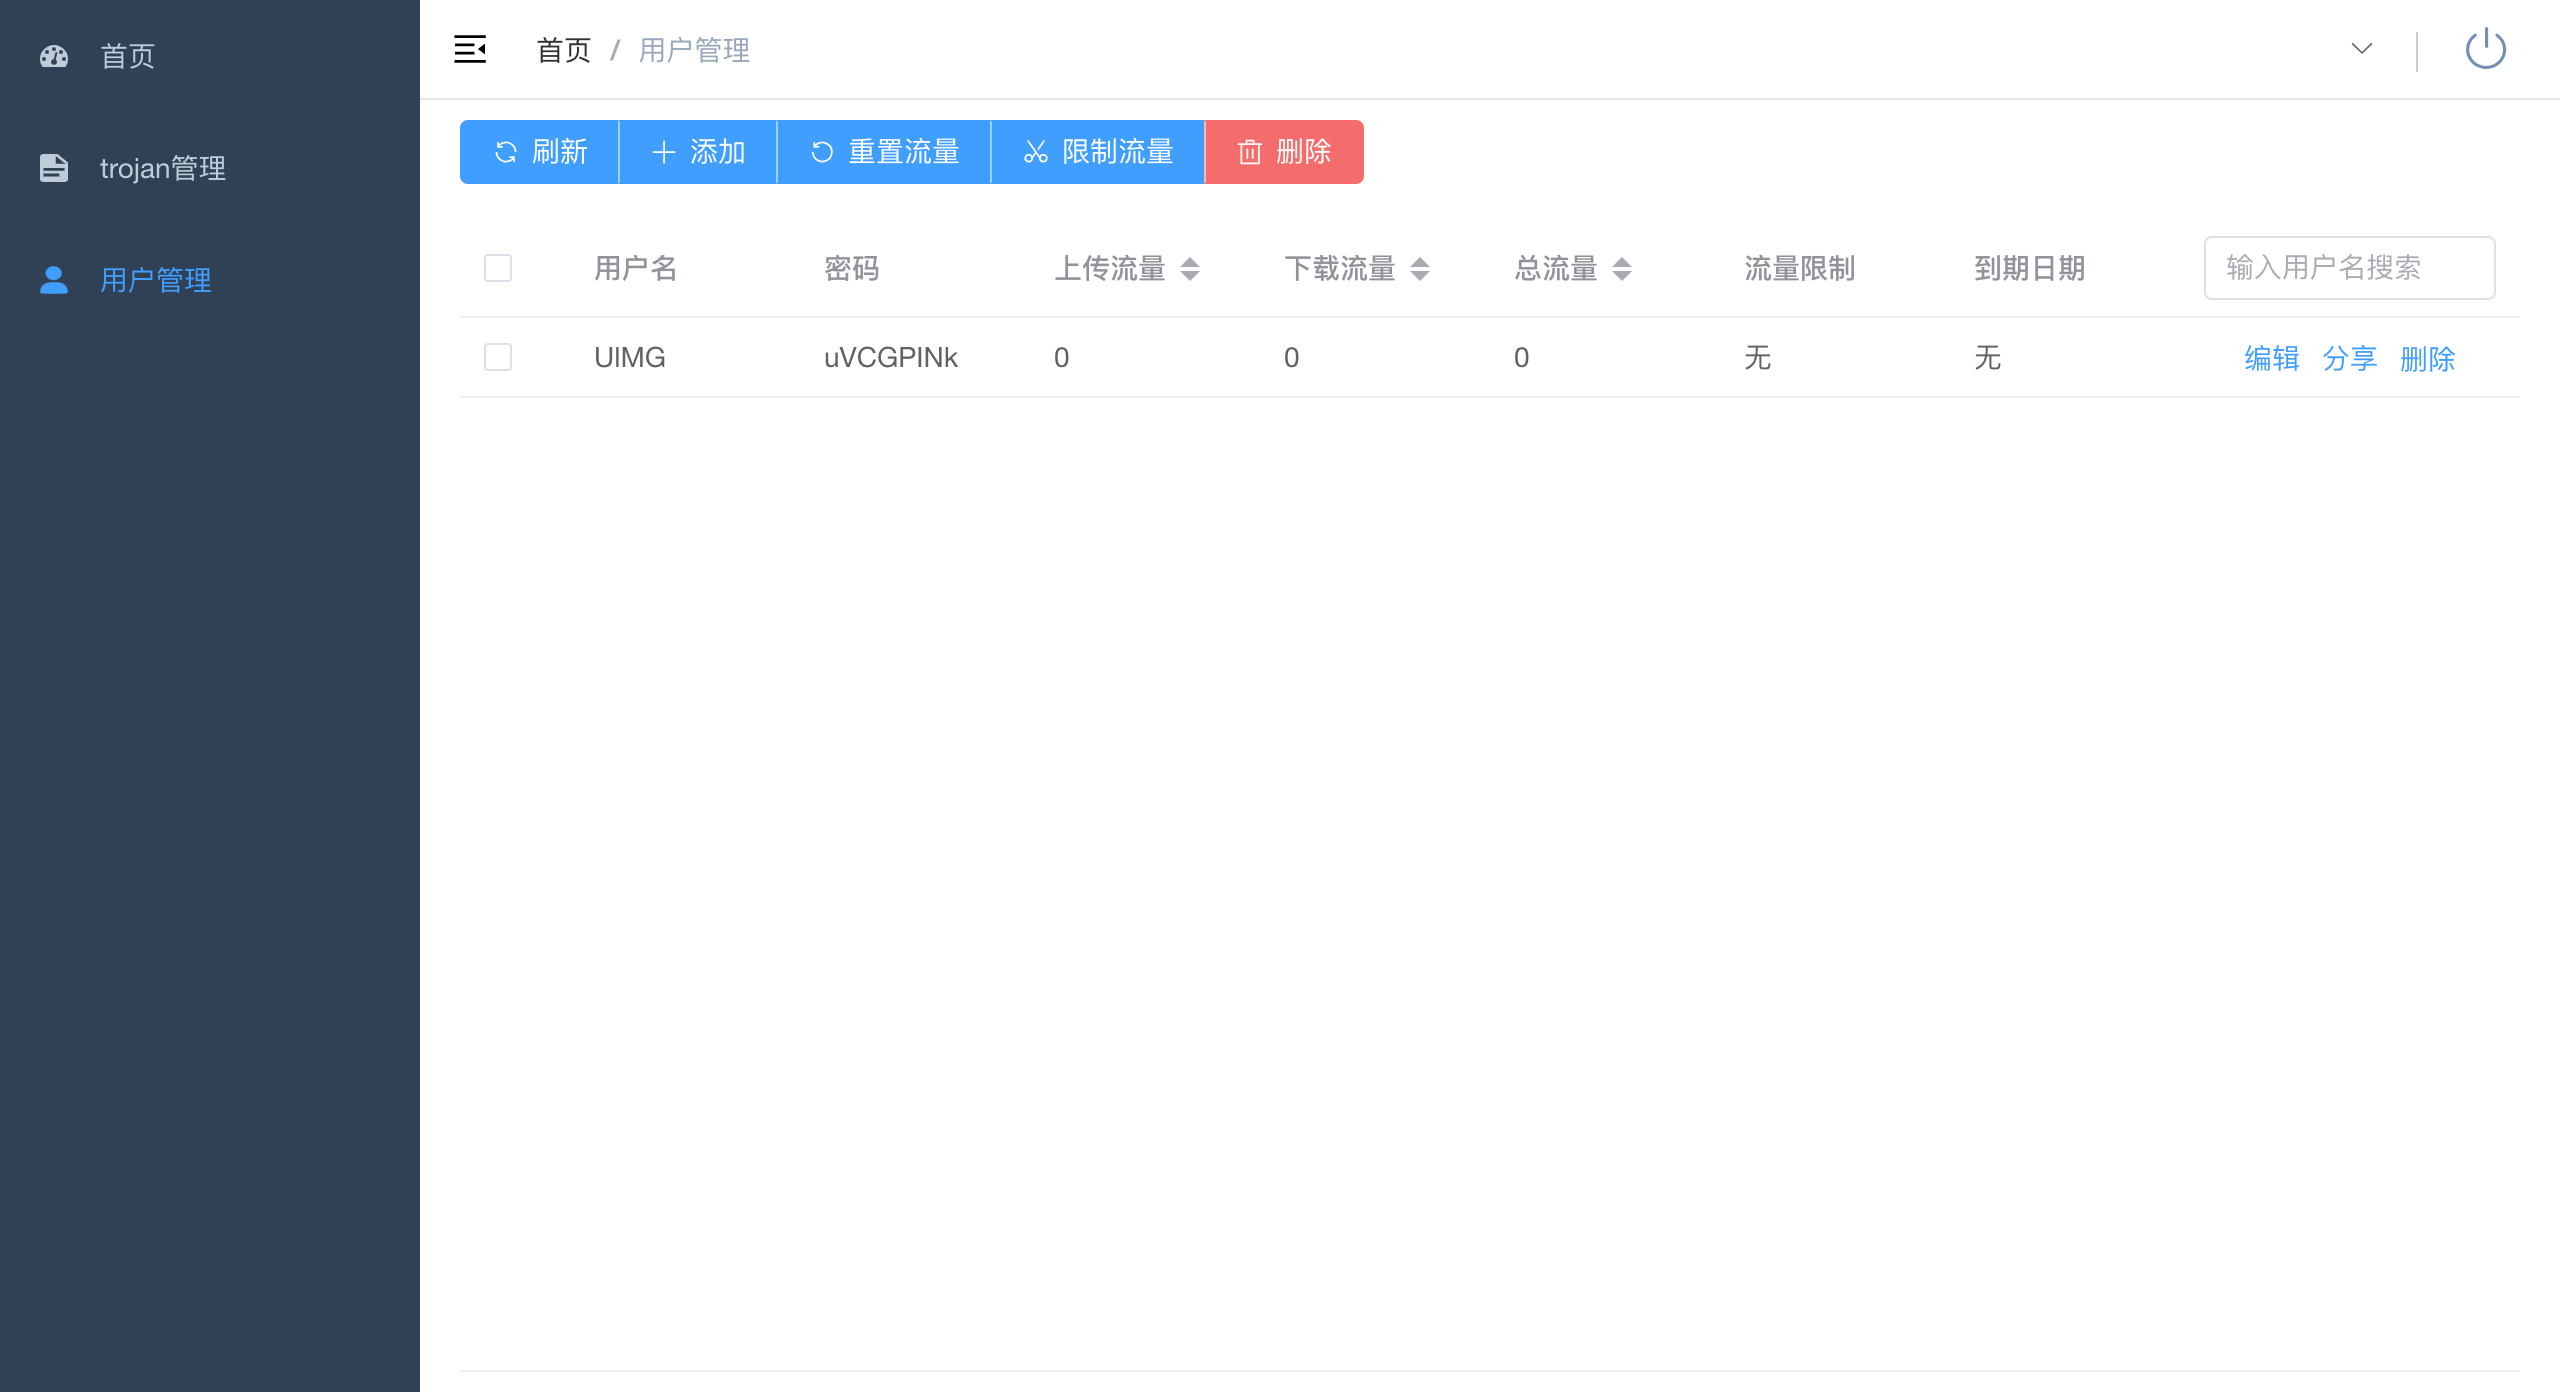 首页
trojan管理
用户管理
首页 / 用户管理
刷新 添加 重置流量 限制流量 删除
用户名 密码 上传流量 下载流量 总流量 流量限制 到期日期 输入用户名搜索
UIMG uVCGPINk 0 0 0 无 无 编辑 分享 删除